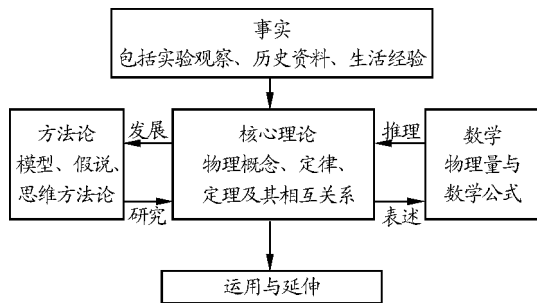 事实
包括实验观察、历史资料、生活经验
方法论
模型、假说、
思维方法论
发展
研究
核心理论
物理概念、定律、
定理及其相互关系
推理
表述
数学
物理量与
数学公式
运用与延伸